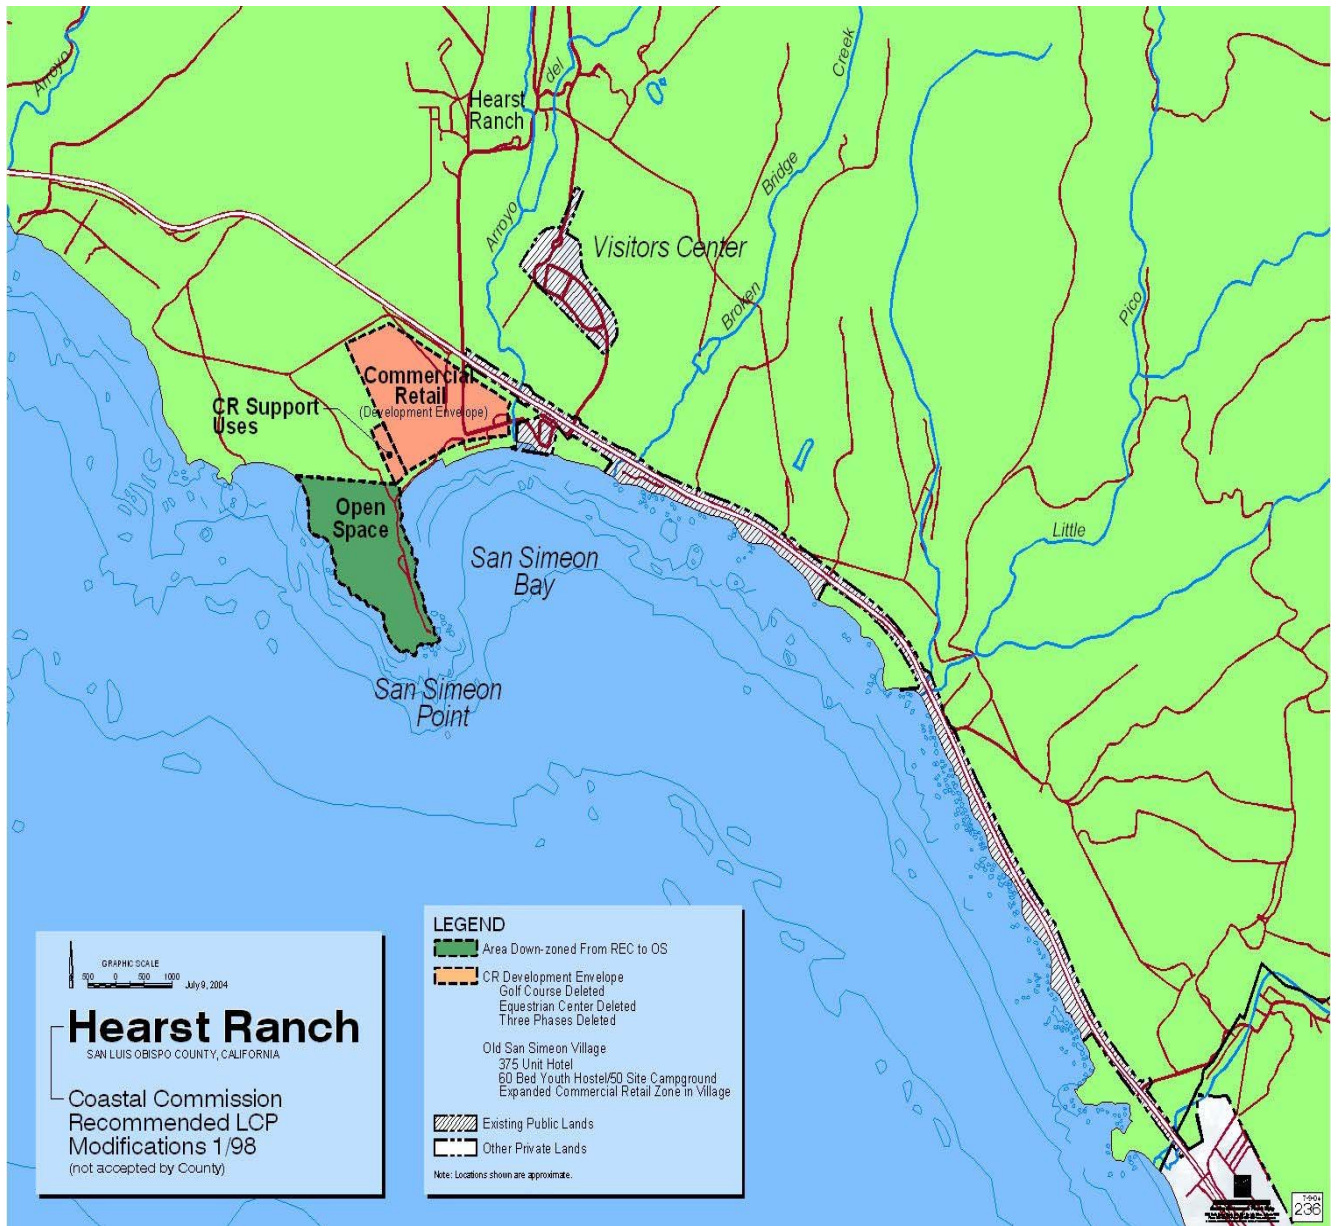 Arroyo
del
Creek
Hearst
Ranch
Bridge
Arroyo
Visitors Center
Broken
Pico
Commercial
Retail
(Development Envelope)
CR Support
Uses
Open
Space
Little
San Simeon
Bay
San Simeon
Point
GRAPHIC SCALE
500 0 500 1000
July 9, 2004
Hearst Ranch
SAN LUIS OBISPO COUNTY, CALIFORNIA
Coastal Commission
Recommended LCP
Modifications 1/98
(not accepted by County)
LEGEND
Area Down-zoned From REC to OS
CR Development Envelope
Golf Course Deleted
Equestrian Center Deleted
Three Phases Deleted
Old San Simeon Village
375 Unit Hotel
60 Bed Youth Hostel/50 Site Campground
Expanded Commercial Retail Zone in Village
Existing Public Lands
Other Private Lands
Note: Locations shown are approximate.
7-9-04
236